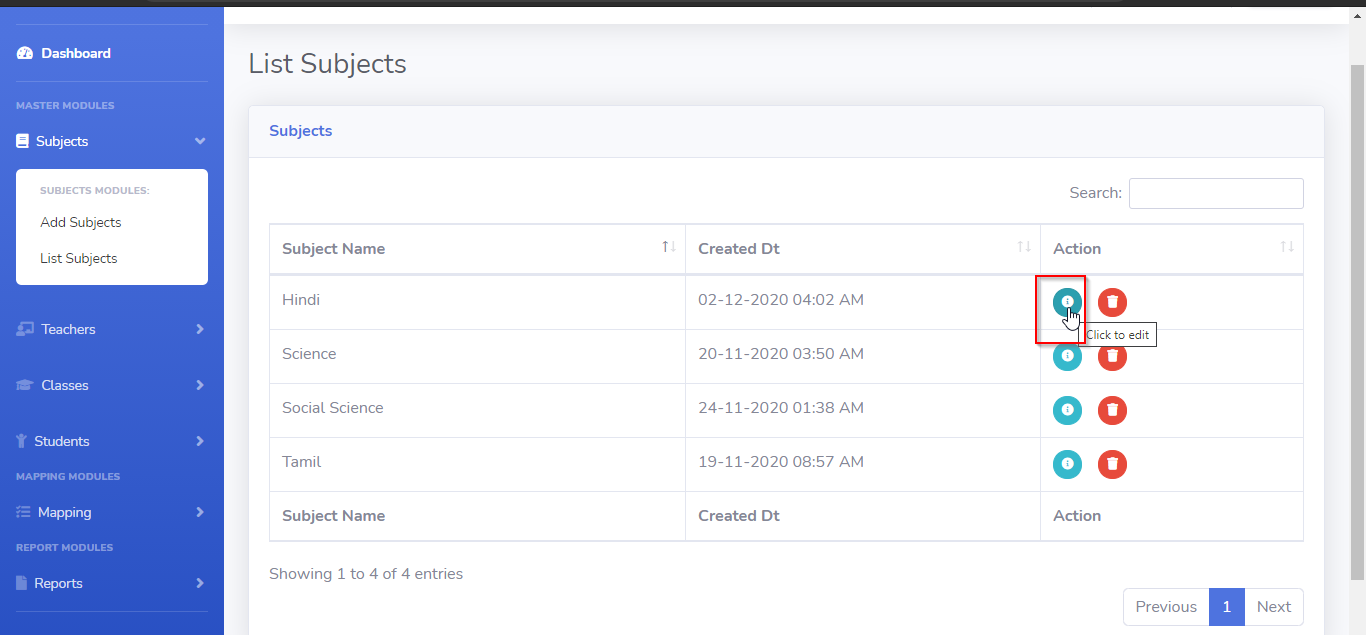 Dashboard
MASTER MODULES
Subjects
SUBJECTS MODULES:
Add Subjects
List Subjects
Teachers
Classes
Students
MAPPING MODULES
Mapping
REPORT MODULES
Reports
List Subjects
Subjects
Search:
Subject Name Created Dt Action
Hindi 02-12-2020 04:02 AM
Click to edit
Science 20-11-2020 03:50 AM
Social Science 24-11-2020 01:38 AM
Tamil 19-11-2020 08:57 AM
Subject Name Created Dt Action
Showing 1 to 4 of 4 entries
Previous 1 Next